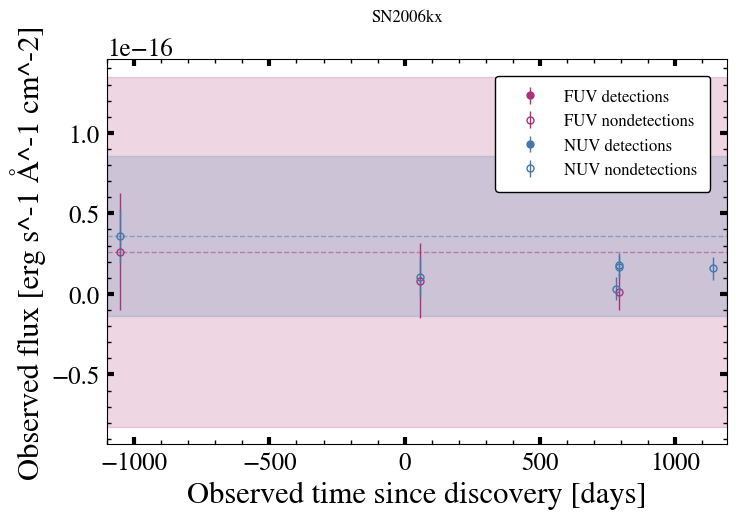 SN2006kx
1e−16
Observed flux [erg s^-1 Å^-1 cm^-2]
1.0
0.5
0.0
−0.5
FUV detections
FUV nondetections
NUV detections
NUV nondetections
−1000 −500 0 500 1000
Observed time since discovery [days]